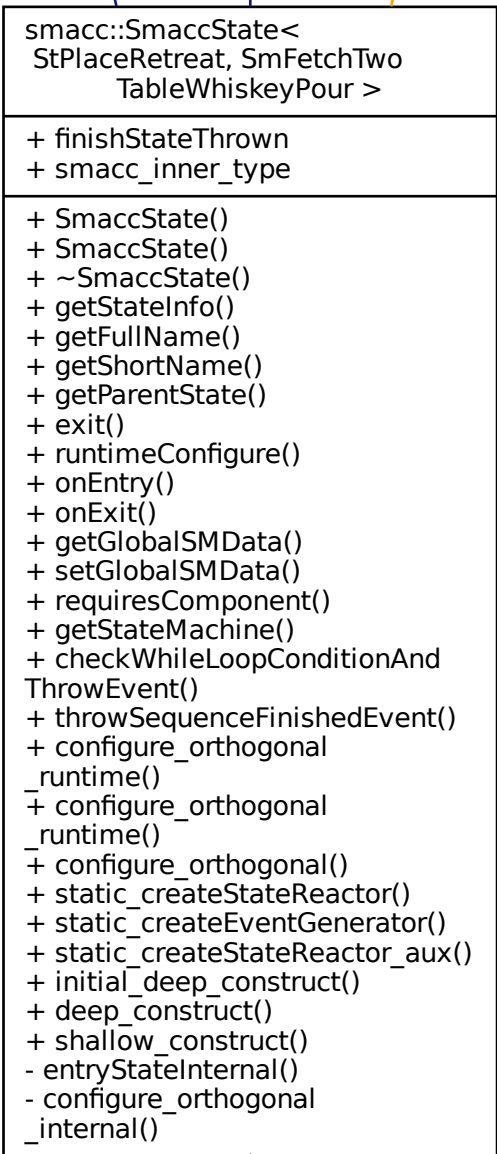 smacc::SmaccState<
StPlaceRetreat, SmFetchTwo
TableWhiskeyPour >
+ finishStateThrown
+ smacc_inner_type
+ SmaccState()
+ SmaccState()
+ ~SmaccState()
+ getStateInfo()
+ getFullName()
+ getShortName()
+ getParentState()
+ exit()
+ runtimeConfigure()
+ onEntry()
+ onExit()
+ getGlobalSMData()
+ setGlobalSMData()
+ requiresComponent()
+ getStateMachine()
+ checkWhileLoopConditionAnd
ThrowEvent()
+ throwSequenceFinishedEvent()
+ configure_orthogonal
_runtime()
+ configure_orthogonal
_runtime()
+ configure_orthogonal()
+ static_createStateReactor()
+ static_createEventGenerator()
+ static_createStateReactor_aux()
+ initial_deep_construct()
+ deep_construct()
+ shallow_construct()
- entryStateInternal()
- configure_orthogonal
_internal()